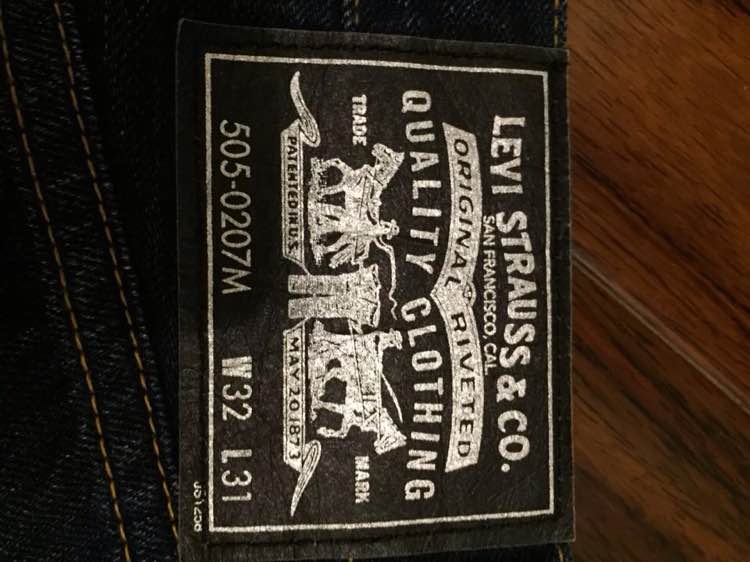 LEVI STRAUSS & CO.
SAN FRANCISCO, CAL
ORIGINAL RIVETED
QUALITY CLOTHING
TRADE MARK
PATENTED IN U.S. MAY 20 1873
505-0207M W32 L31